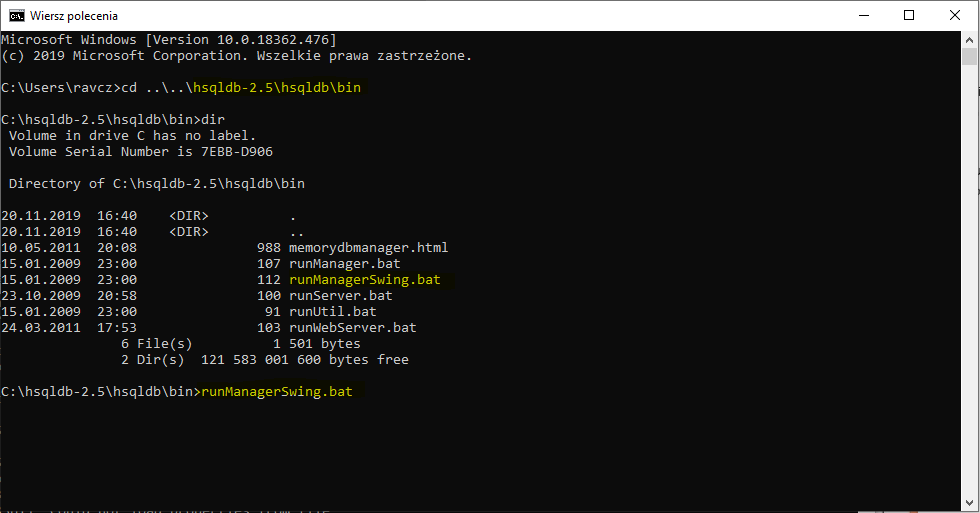 Wiersz polecenia
Microsoft Windows [Version 10.0.18362.476]
(c) 2019 Microsoft Corporation. Wszelkie prawa zastrzeżone.
C:\Users\ravcz>cd ..\..\hsqldb-2.5\hsqldb\bin
C:\hsqldb-2.5\hsqldb\bin>dir
Volume in drive C has no label.
Volume Serial Number is 7EBB-D906
Directory of C:\hsqldb-2.5\hsqldb\bin
20.11.2019  16:40    <DIR>          .
20.11.2019  16:40    <DIR>          ..
10.05.2011  20:08               988 memorydbmanager.html
15.01.2009  23:00               107 runManager.bat
15.01.2009  23:00               112 runManagerSwing.bat
23.10.2009  20:58               100 runServer.bat
15.01.2009  23:00                91 runUtil.bat
24.03.2011  17:53               103 runWebServer.bat
6 File(s)          1 501 bytes
2 Dir(s)  121 583 001 600 bytes free
C:\hsqldb-2.5\hsqldb\bin>runManagerSwing.bat